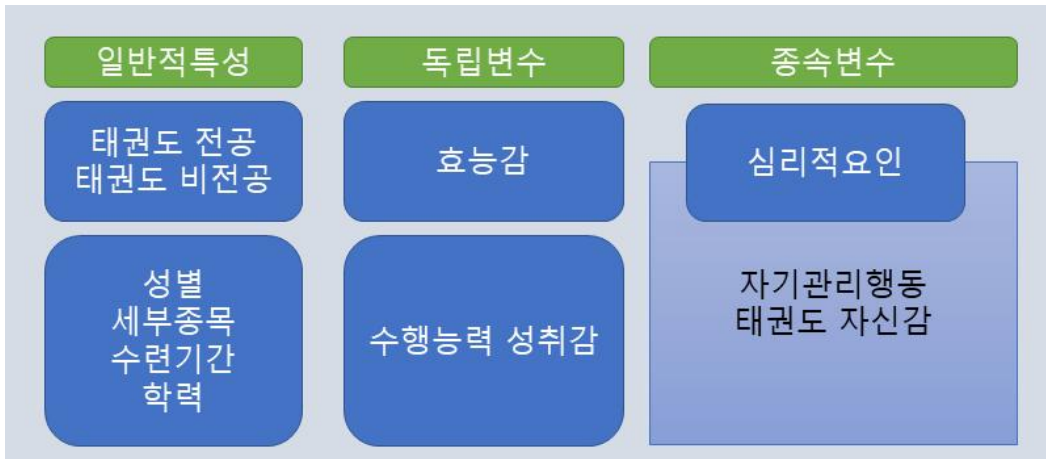 일반적특성
독립변수
종속변수
태권도 전공
태권도 비전공
효능감
심리적요인
성별
세부종목
수련기간
학력
수행능력 성취감
자기관리행동
태권도 자신감